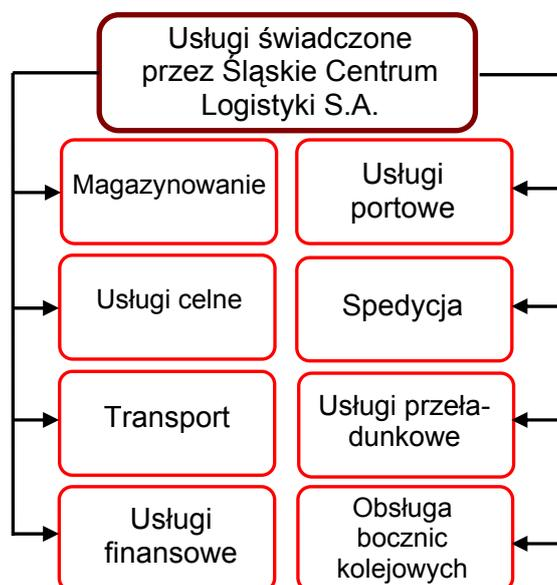 Usługi świadczone
przez Śląskie Centrum
Logistyki S.A.
Magazynowanie
Usługi
portowe
Usługi celne
Spedycja
Transport
Usługi przeła-
dunkowe
Usługi
finansowe
Obsługa
bocznic
kolejowych